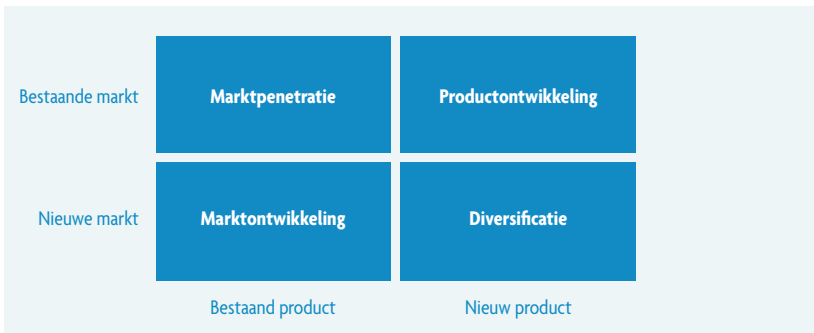 Bestaande markt
Marktpenetratie
Productontwikkeling
Nieuwe markt
Marktontwikkeling
Diversificatie
Bestaand product
Nieuw product